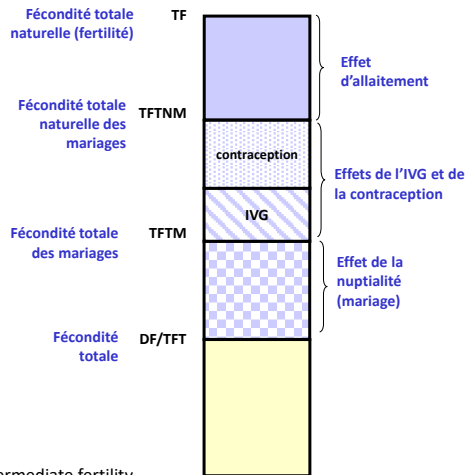 Fécondité totale
naturelle (fertilité)
TF
Effet
d'allaitement
Fécondité totale
naturelle des
mariages
TFTNM
contraception
Effets de l'IVG et de
la contraception
IVG
Fécondité totale
des mariages
TFTM
Effet de la
nuptialité
(mariage)
Fécondité
totale
DF/TFT
ermediate fertility